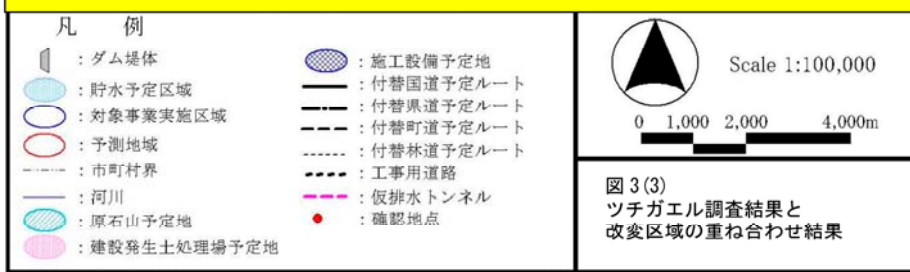 凡 例
：ダム堤体
：貯水予定区域
：対象事業実施区域
：予測地域
：市町村界
：河川
：原石山予定地
：建設発生土処理場予定地
：施工設備予定地
：付替国道予定ルート
：付替県道予定ルート
：付替町道予定ルート
：付替林道予定ルート
：工事用道路
：仮排水トンネル
：確認地点
Scale 1:100,000
0 1,000 2,000 4,000m
図 3(3)
ツチガエル調査結果と
改変区域の重ね合わせ結果